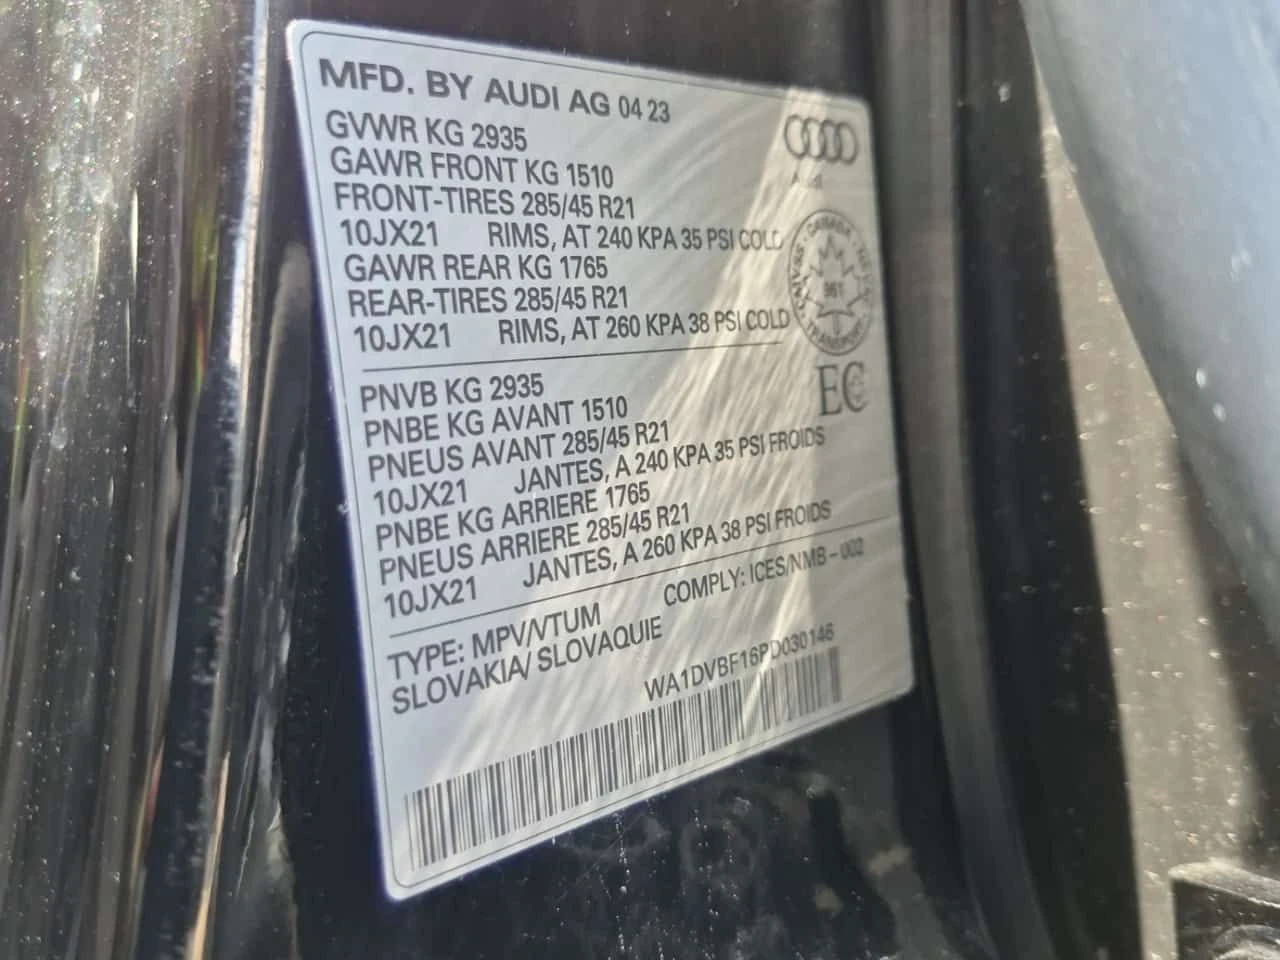 MFD. BY AUDI AG 04 23
GVWR KG 2935
GAWR FRONT KG 1510
FRONT-TIRES 285/45 R21
10JX21 RIMS, AT 240 KPA 35 PSI COLD
GAWR REAR KG 1765
REAR-TIRES 285/45 R21
10JX21 RIMS, AT 260 KPA 38 PSI COLD
Audi
CANADA
TRANSPORT
961
EC
PNVB KG 2935
PNBE KG AVANT 1510
PNEUS AVANT 285/45 R21
10JX21 JANTES, A 240 KPA 35 PSI FROIDS
PNBE KG ARRIERE 1765
PNEUS ARRIERE 285/45 R21
10JX21 JANTES, A 260 KPA 38 PSI FROIDS
TYPE: MPV/VTUM COMPLY: ICES/NMB-002
SLOVAKIA/ SLOVAQUIE
WA1DVBF16PD030146